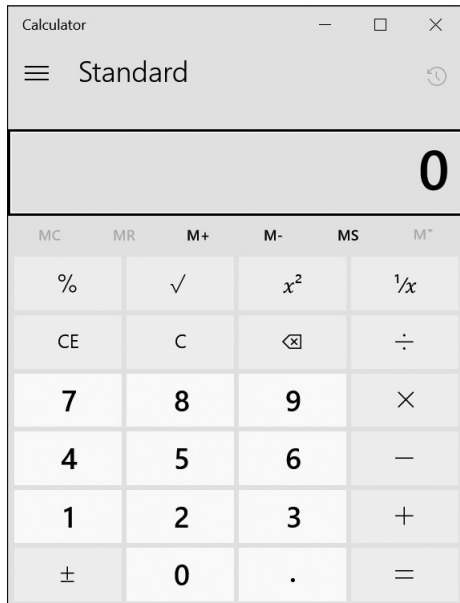 Calculator
Standard
0
MC MR M+ M- MS M˅
% √ x² ¹/x
CE C ÷
7 8 9 ×
4 5 6 −
1 2 3 +
± 0 . =